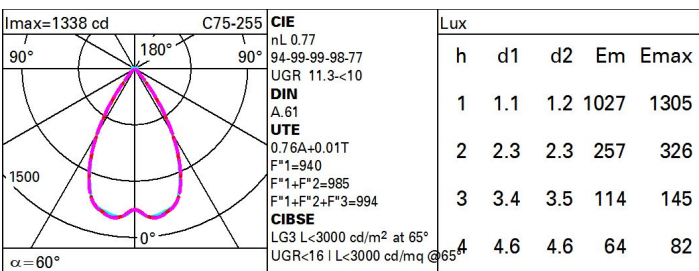 Imax=1338 cd C75-255
90° 180° 90°
1500
0°
α=60°
CIE
nL 0.77
94-99-99-98-77
UGR 11.3-<10
DIN
A.61
UTE
0.76A+0.01T
F"1=940
F"1+F"2=985
F"1+F"2+F"3=994
CIBSE
LG3 L<3000 cd/m² at 65°
UGR<16 | L<3000 cd/mq @65°
Lux
h d1 d2 Em Emax
1 1.1 1.2 1027 1305
2 2.3 2.3 257 326
3 3.4 3.5 114 145
4 4.6 4.6 64 82